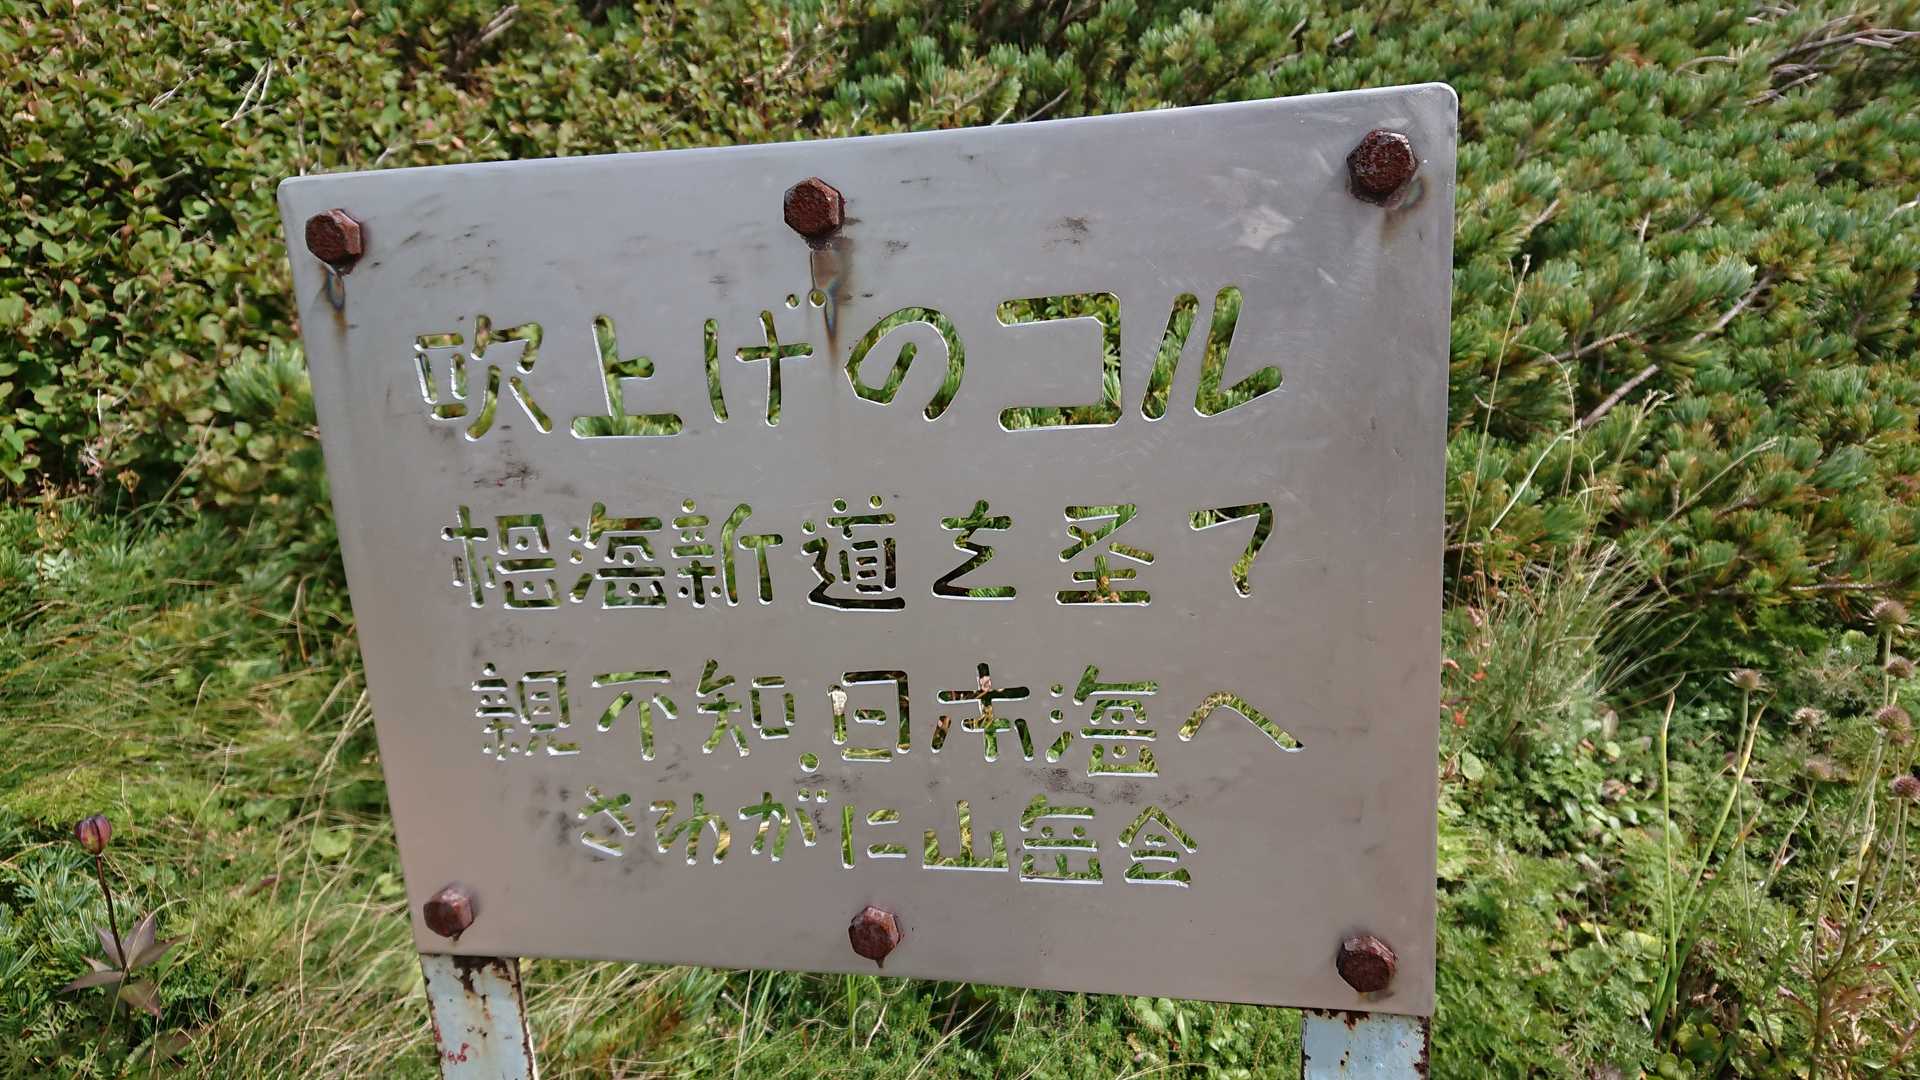 吹上げのコル
栂海新道を至て
親不知.日本海へ
さわがに山岳会